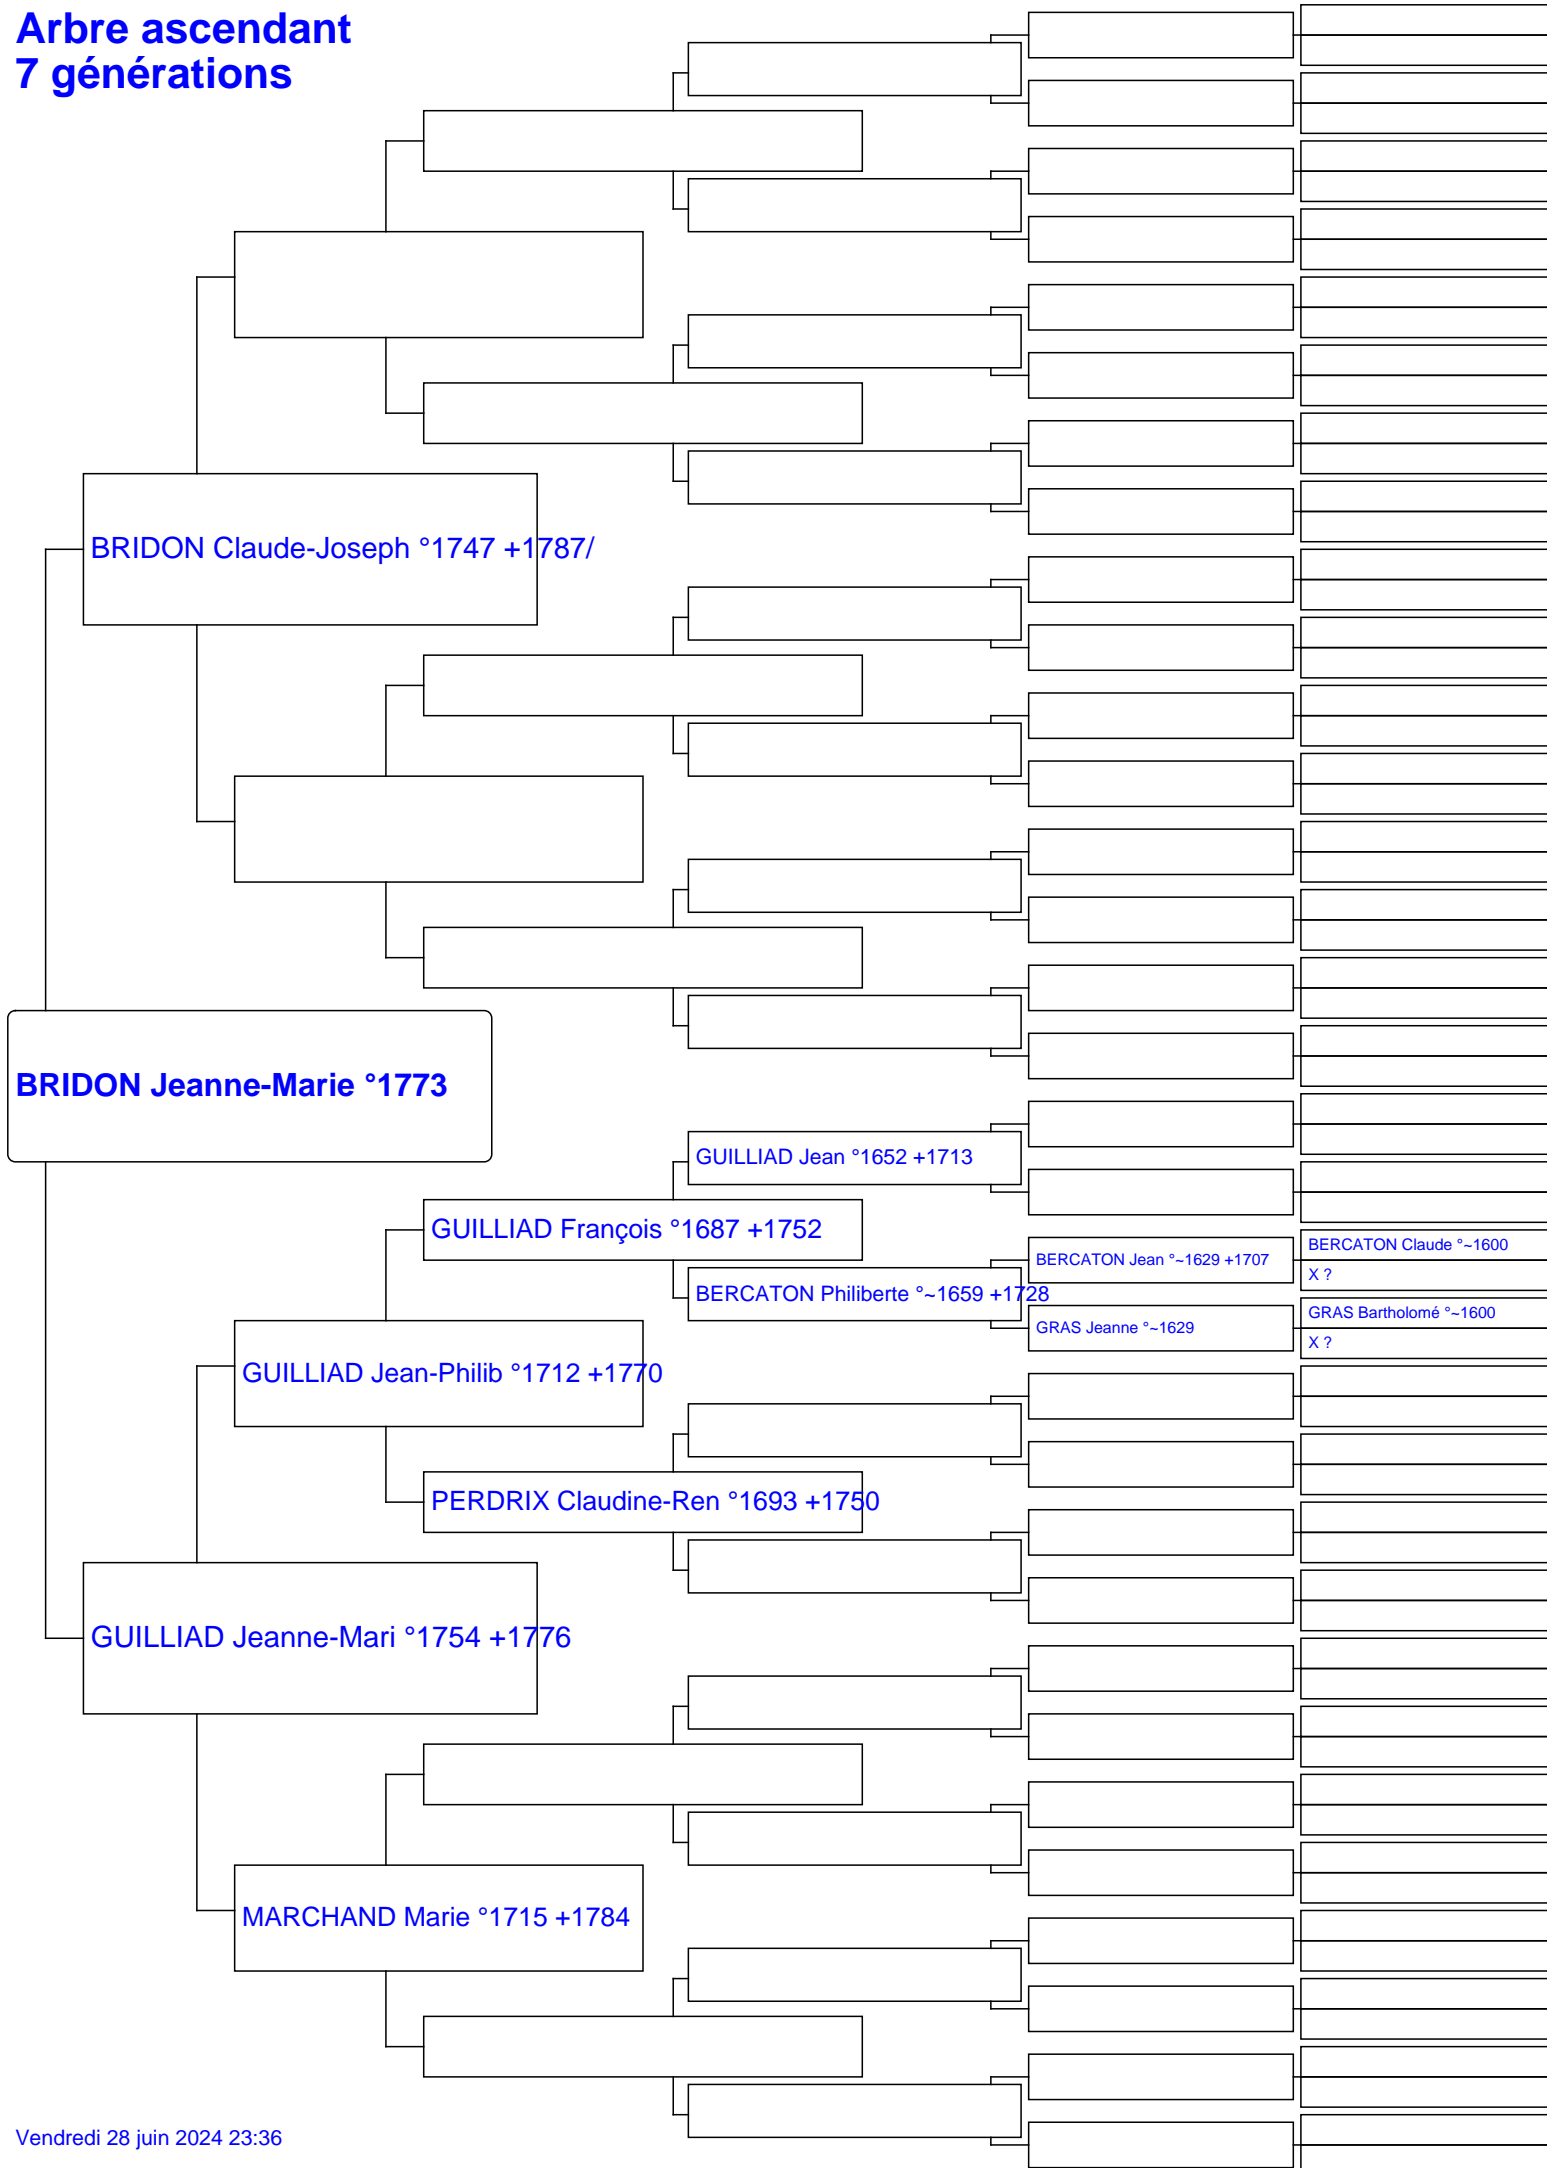 Arbre ascendant
7 générations
BRIDON Claude-Joseph °1747 +1787/
BRIDON Jeanne-Marie °1773
GUILLIAD Jean °1652 +1713
GUILLIAD François °1687 +1752
BERCATON Claude °~1600
BERCATON Jean °~1629 +1707
X ?
BERCATON Philiberte °~1659 +1728
GRAS Bartholomé °~1600
GRAS Jeanne °~1629
X ?
GUILLIAD Jean-Philib °1712 +1770
PERDRIX Claudine-Ren °1693 +1750
GUILLIAD Jeanne-Mari °1754 +1776
MARCHAND Marie °1715 +1784
Vendredi 28 juin 2024 23:36